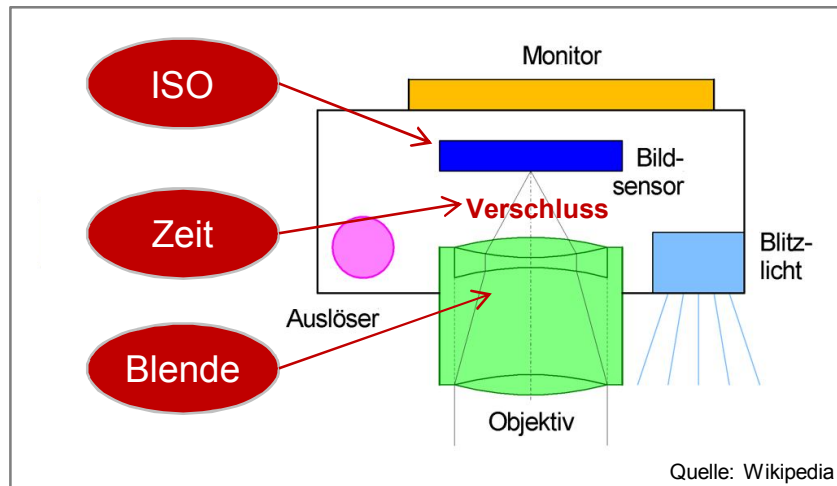 ISO
Monitor
Bild-
sensor
Zeit
Verschluss
Blitz-
licht
Auslöser
Blende
Objektiv
Quelle: Wikipedia